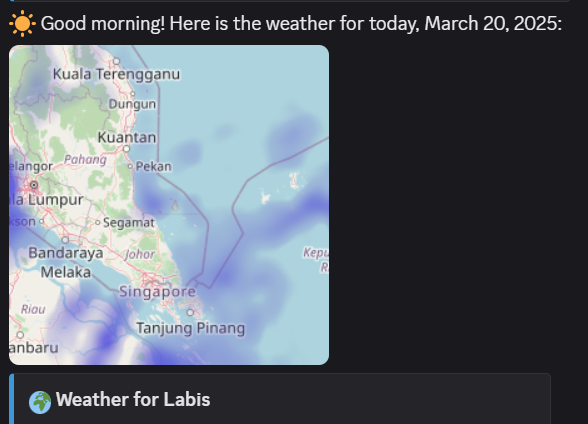 Good morning! Here is the weather for today, March 20, 2025:
Kuala Terengganu
Dungun
Kuantan
elangor
Pahang
Pekan
la Lumpur
kson
Segamat
Bandaraya
Melaka
Johor
Kepu
R
Singapore
Riau
Tanjung Pinang
anbaru
Weather for Labis